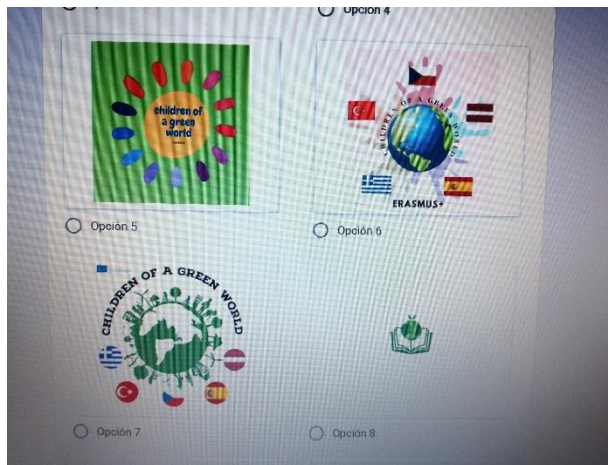 Opción 4
children of
a green
world
CHILDREN OF A GREEN WORLD
ERASMUS+
Opción 5
Opción 6
CHILDREN OF A GREEN WORLD
Opción 7
Opción 8